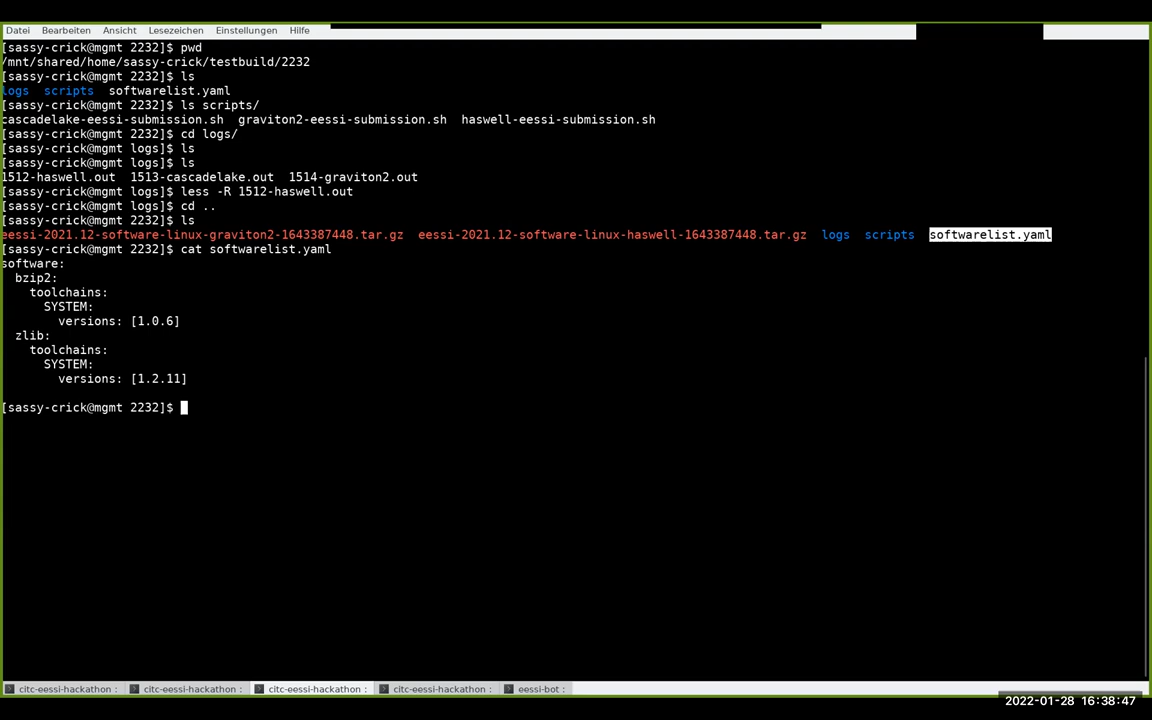 Datei Bearbeiten Ansicht Lesezeichen Einstellungen Hilfe
[sassy-crick@mgmt 2232]$ pwd
/mnt/shared/home/sassy-crick/testbuild/2232
[sassy-crick@mgmt 2232]$ ls
logs scripts softwarelist.yaml
[sassy-crick@mgmt 2232]$ ls scripts/
cascadelake-eessi-submission.sh graviton2-eessi-submission.sh haswell-eessi-submission.sh
[sassy-crick@mgmt 2232]$ cd logs/
[sassy-crick@mgmt logs]$ ls
[sassy-crick@mgmt logs]$ ls
1512-haswell.out 1513-cascadelake.out 1514-graviton2.out
[sassy-crick@mgmt logs]$ less -R 1512-haswell.out
[sassy-crick@mgmt logs]$ cd ..
[sassy-crick@mgmt 2232]$ ls
eessi-2021.12-software-linux-graviton2-1643387448.tar.gz eessi-2021.12-software-linux-haswell-1643387448.tar.gz logs scripts softwarelist.yaml
[sassy-crick@mgmt 2232]$ cat softwarelist.yaml
software:
  bzip2:
    toolchains:
      SYSTEM:
        versions: [1.0.6]
  zlib:
    toolchains:
      SYSTEM:
        versions: [1.2.11]
[sassy-crick@mgmt 2232]$
citc-eessi-hackathon : citc-eessi-hackathon : citc-eessi-hackathon : citc-eessi-hackathon : eessi-bot :
2022-01-28 16:38:47